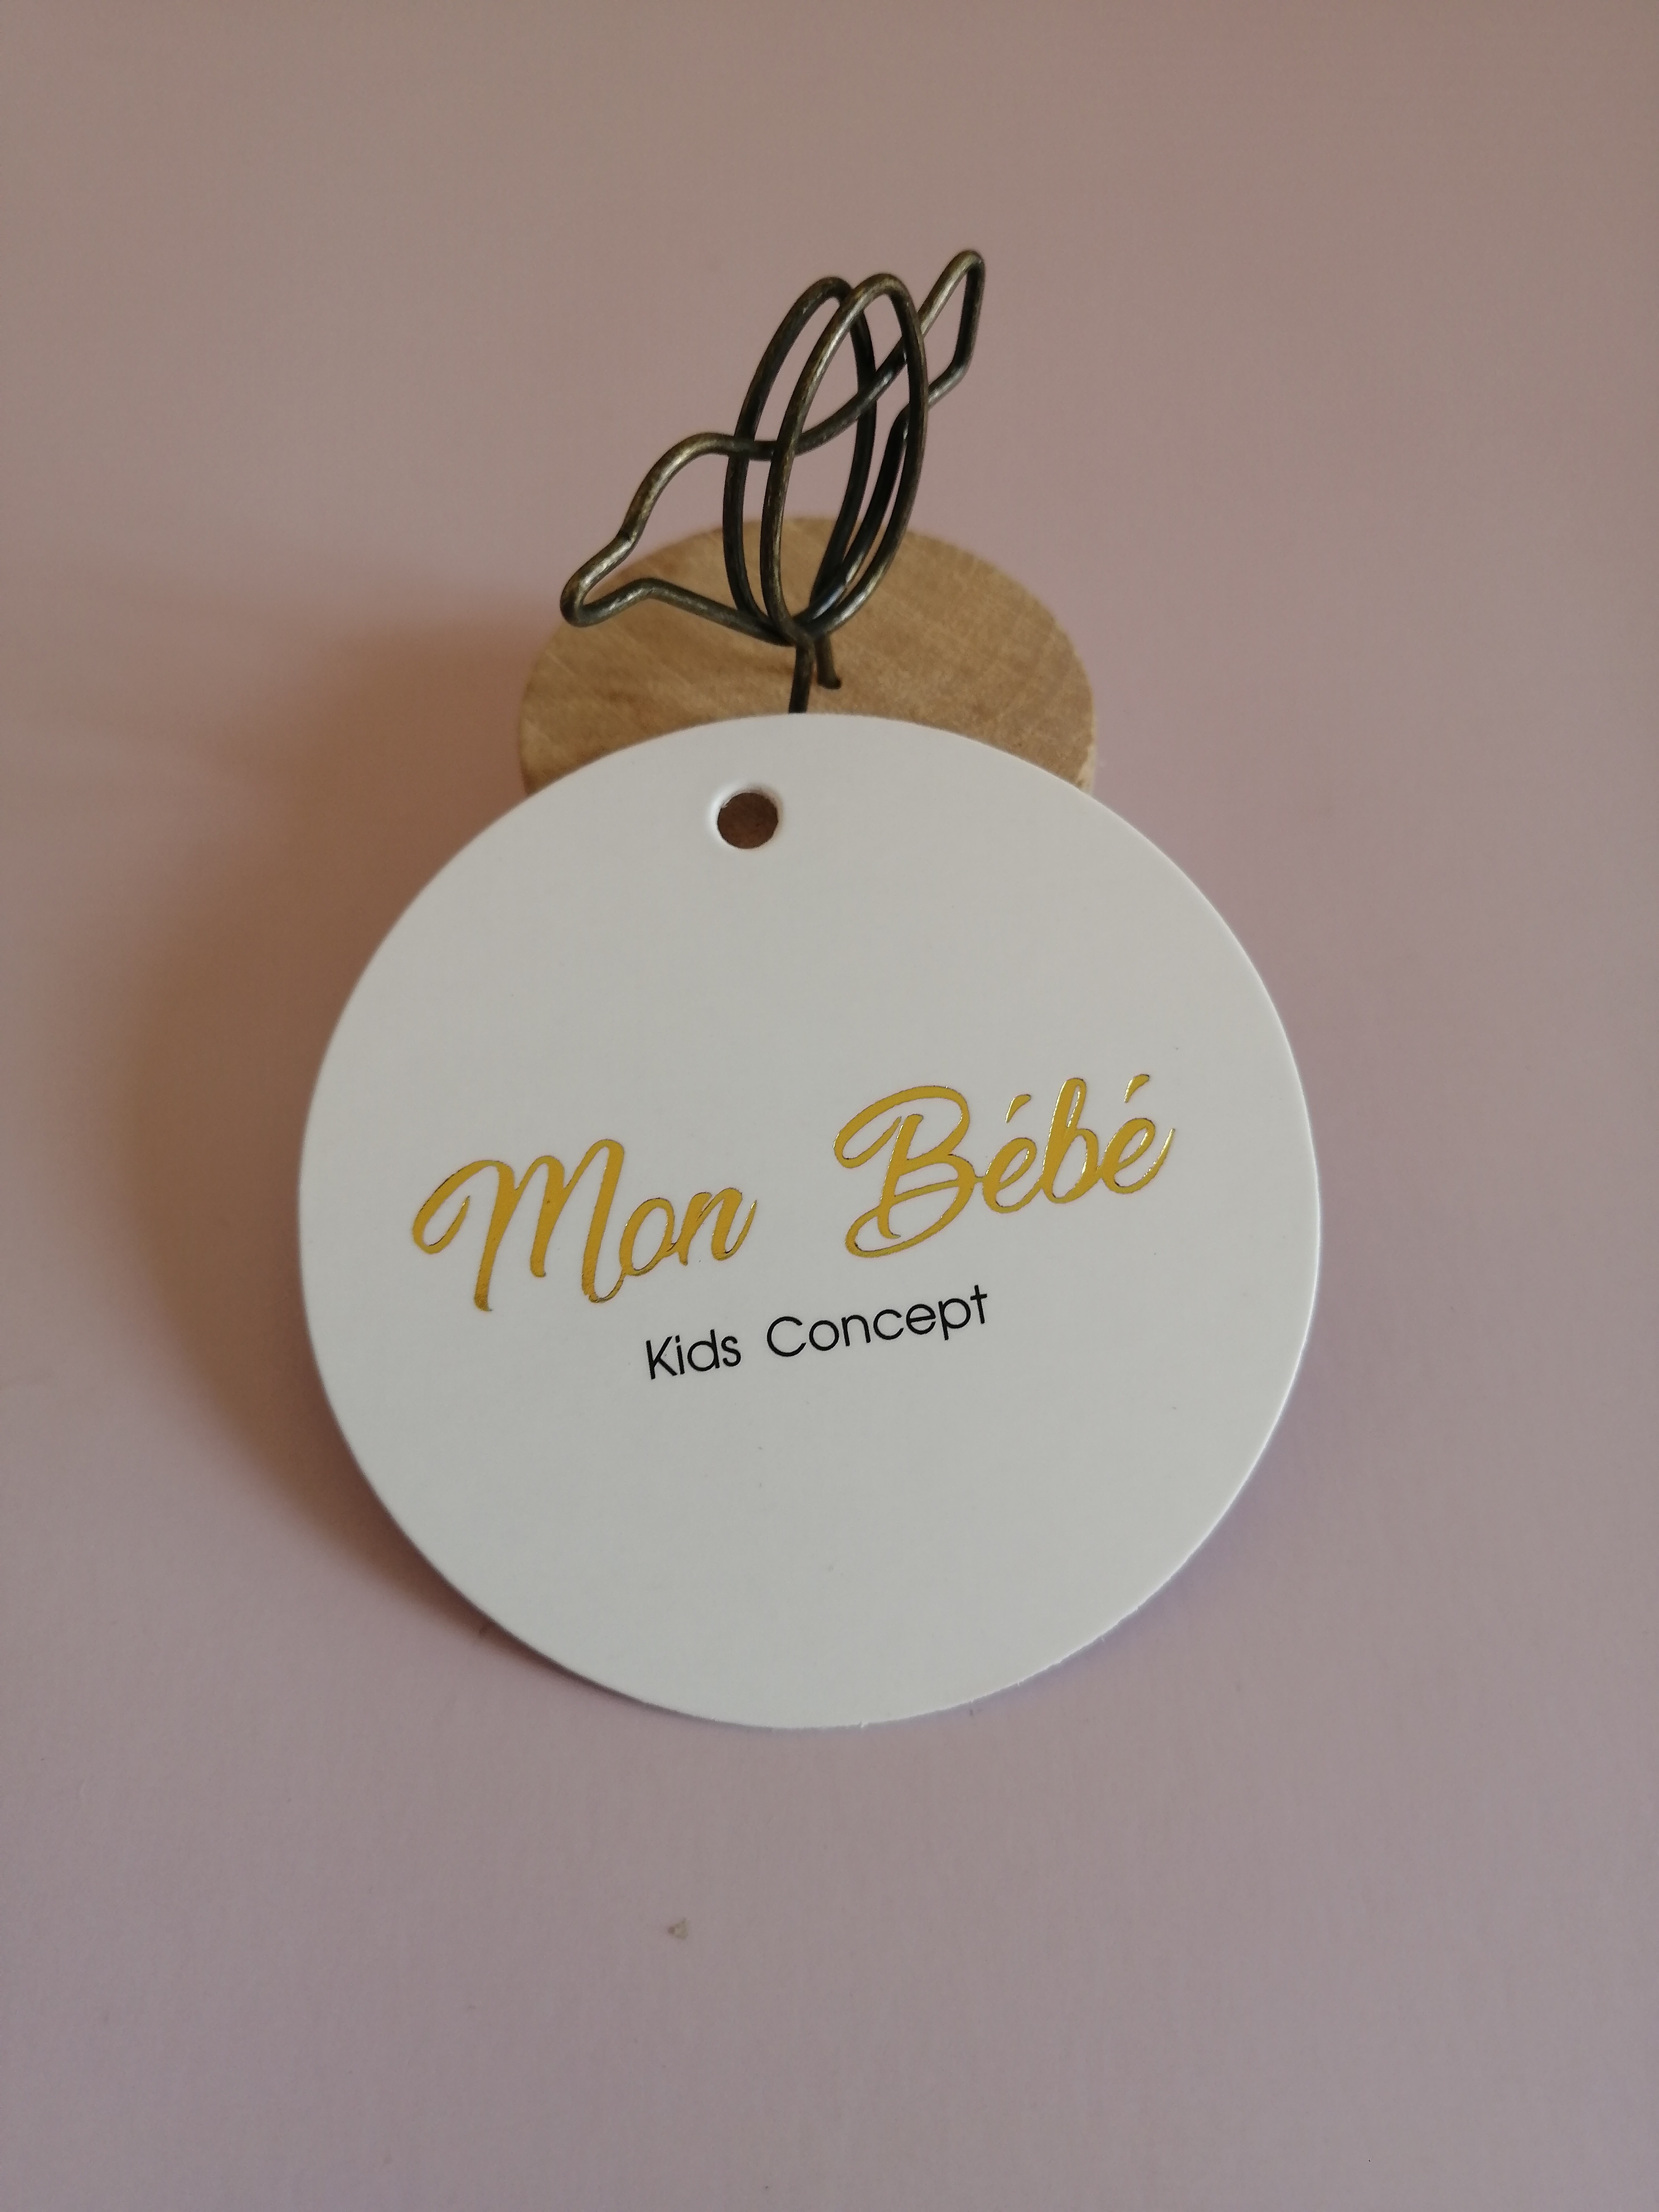 Mon Bébé
Kids Concept